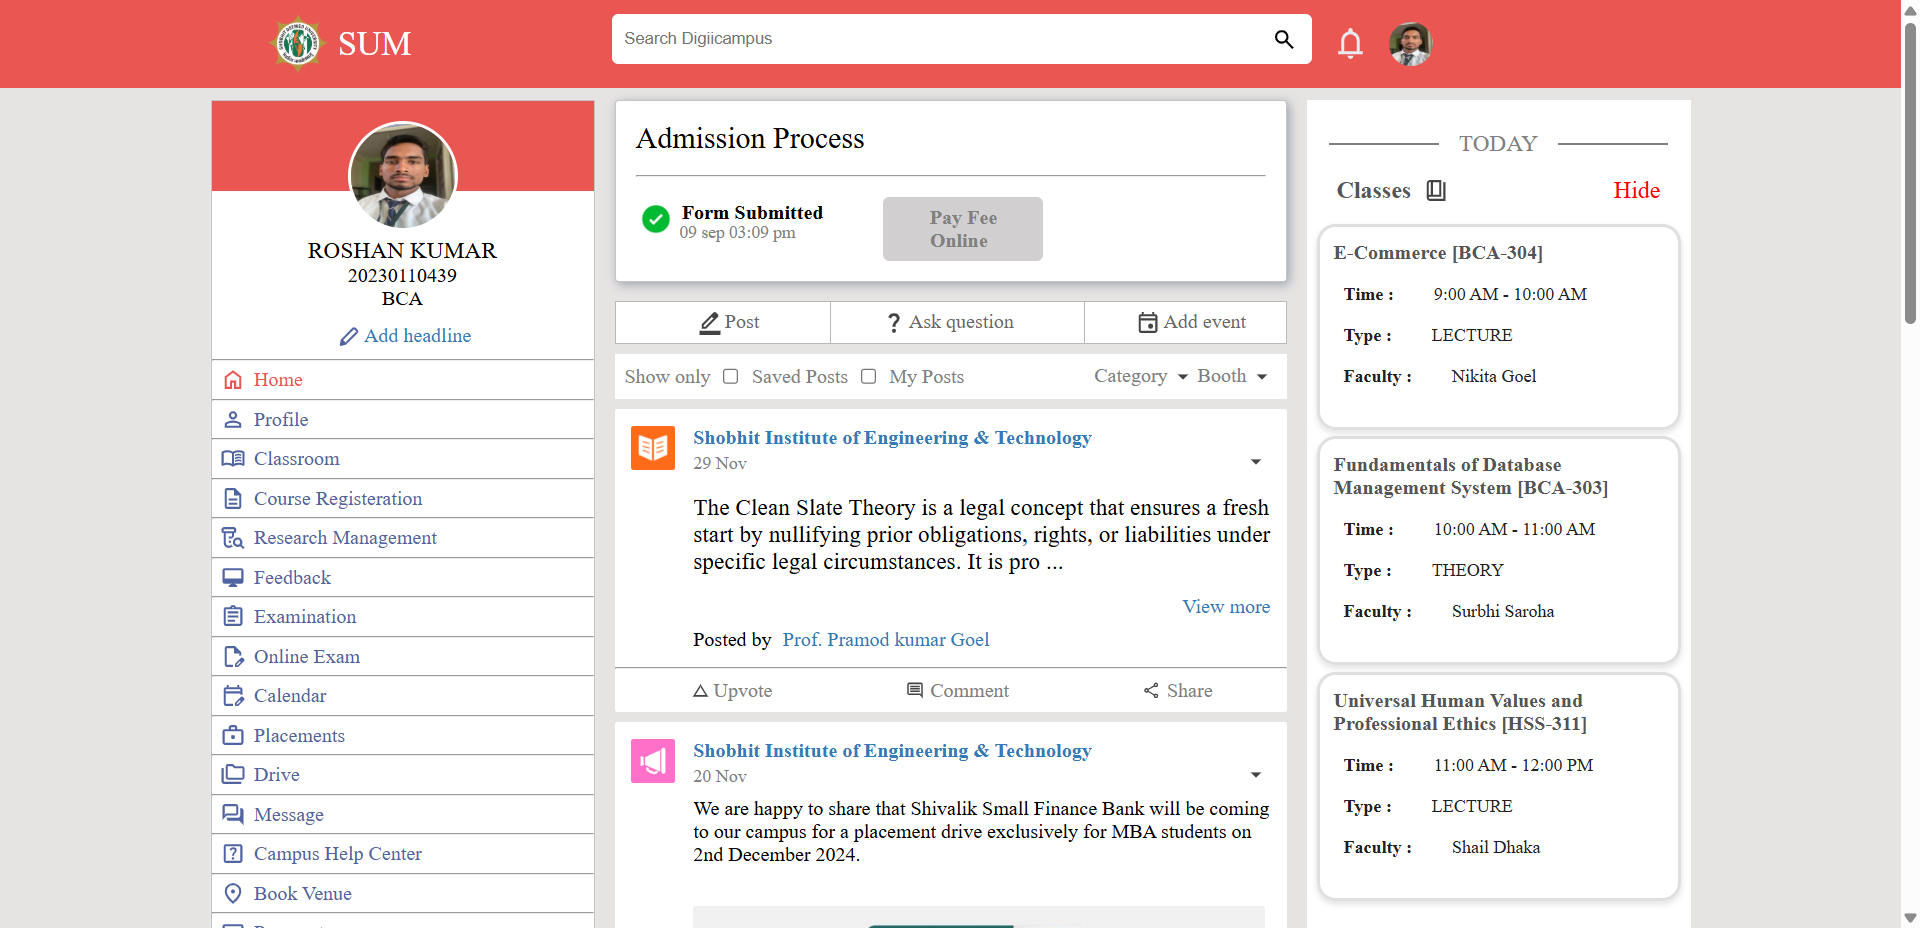 SUM
Search Digiicampus
ROSHAN KUMAR
20230110439
BCA
Add headline
Home
Profile
Classroom
Course Registeration
Research Management
Feedback
Examination
Online Exam
Calendar
Placements
Drive
Message
Campus Help Center
Book Venue
Admission Process
Form Submitted
09 sep 03:09 pm
Pay Fee
Online
Post
Ask question
Add event
Show only
Saved Posts
My Posts
Category
Booth
Shobhit Institute of Engineering & Technology
29 Nov
The Clean Slate Theory is a legal concept that ensures a fresh
start by nullifying prior obligations, rights, or liabilities under
specific legal circumstances. It is pro ...
View more
Posted by Prof. Pramod kumar Goel
Upvote
Comment
Share
Shobhit Institute of Engineering & Technology
20 Nov
We are happy to share that Shivalik Small Finance Bank will be coming
to our campus for a placement drive exclusively for MBA students on
2nd December 2024.
TODAY
Classes
Hide
E-Commerce [BCA-304]
Time : 9:00 AM - 10:00 AM
Type : LECTURE
Faculty : Nikita Goel
Fundamentals of Database
Management System [BCA-303]
Time : 10:00 AM - 11:00 AM
Type : THEORY
Faculty : Surbhi Saroha
Universal Human Values and
Professional Ethics [HSS-311]
Time : 11:00 AM - 12:00 PM
Type : LECTURE
Faculty : Shail Dhaka